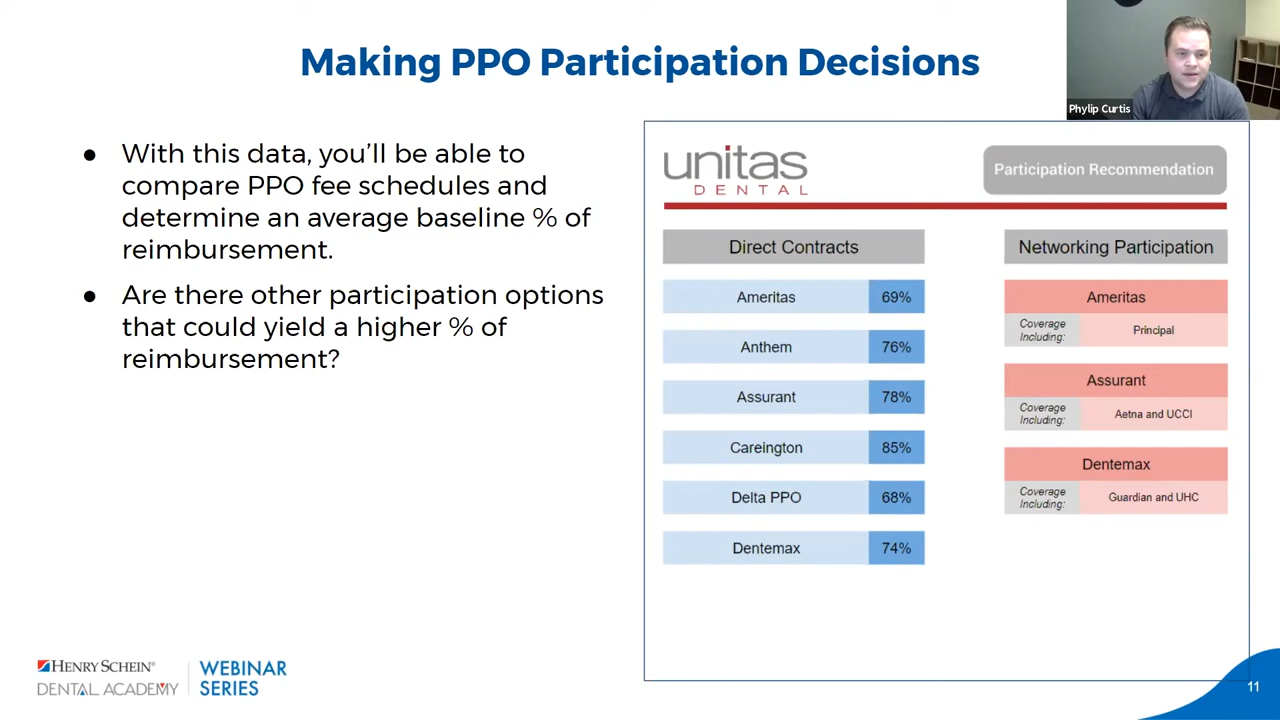 Making PPO Participation Decisions
Phylip Curtis
● With this data, you’ll be able to
compare PPO fee schedules and
determine an average baseline % of
reimbursement.
● Are there other participation options
that could yield a higher % of
reimbursement?
unitas
DENTAL
Participation Recommendation
Direct Contracts
Ameritas 69%
Anthem 76%
Assurant 78%
Careington 85%
Delta PPO 68%
Dentemax 74%
Networking Participation
Ameritas
Coverage
Including:
Principal
Assurant
Coverage
Including:
Aetna and UCCI
Dentemax
Coverage
Including:
Guardian and UHC
HENRY SCHEIN®
DENTAL ACADEMY
WEBINAR
SERIES
11